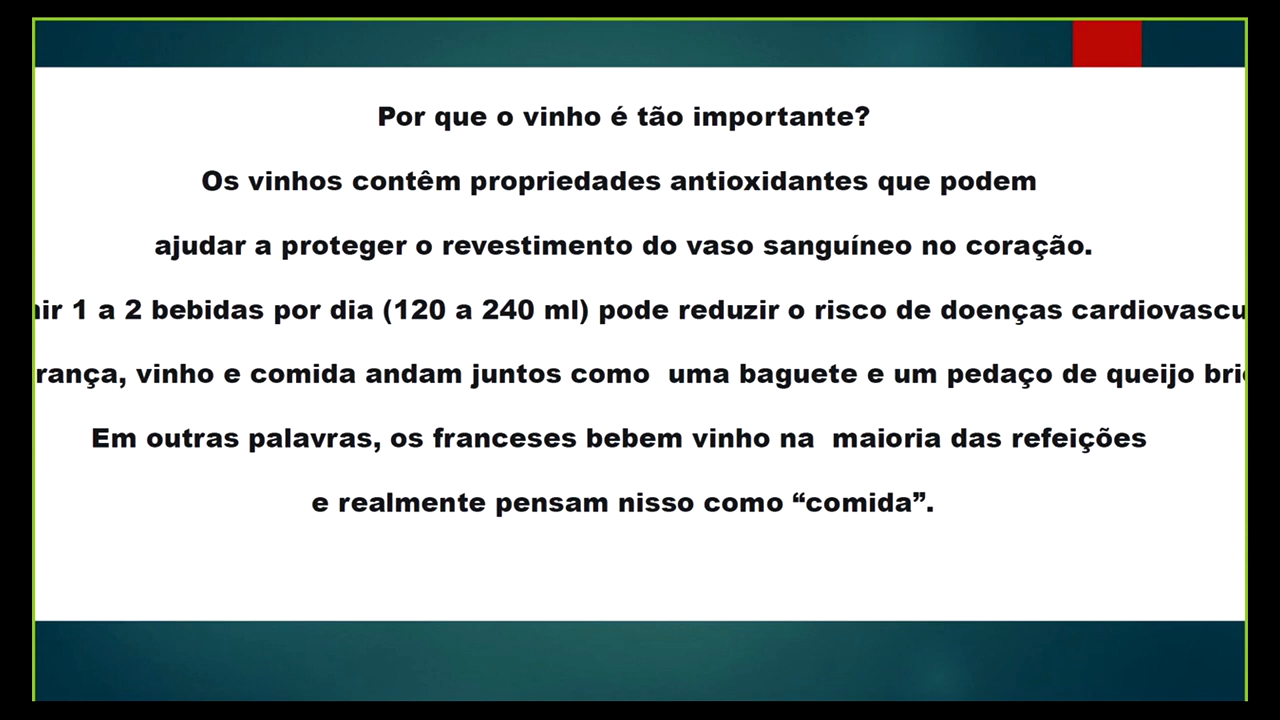 Por que o vinho é tão importante?
Os vinhos contêm propriedades antioxidantes que podem
ajudar a proteger o revestimento do vaso sanguíneo no coração.
1 a 2 bebidas por dia (120 a 240 ml) pode reduzir o risco de doenças
vinho e comida andam juntos como uma baguete e um pedaço de queijo
Em outras palavras, os franceses bebem vinho na maioria das refeições
e realmente pensam nisso como “comida”.